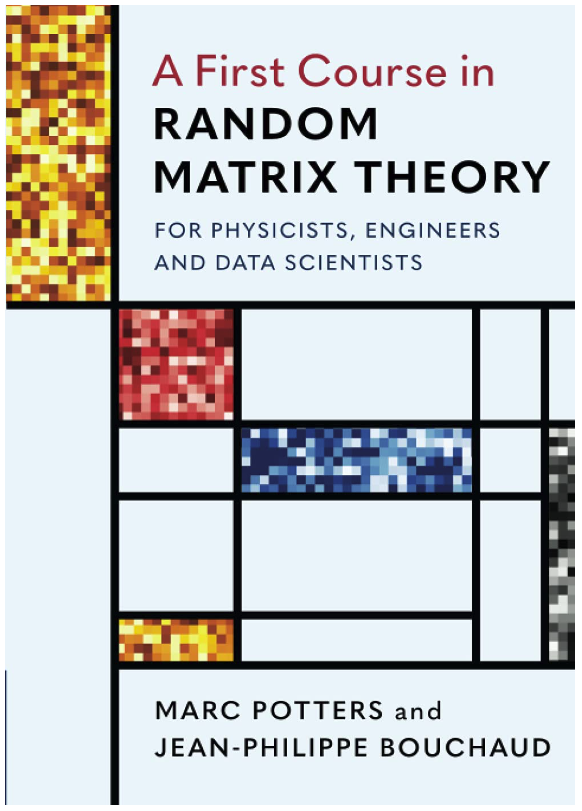 A First Course in
RANDOM
MATRIX THEORY
FOR PHYSICISTS, ENGINEERS
AND DATA SCIENTISTS
MARC POTTERS and
JEAN-PHILIPPE BOUCHAUD